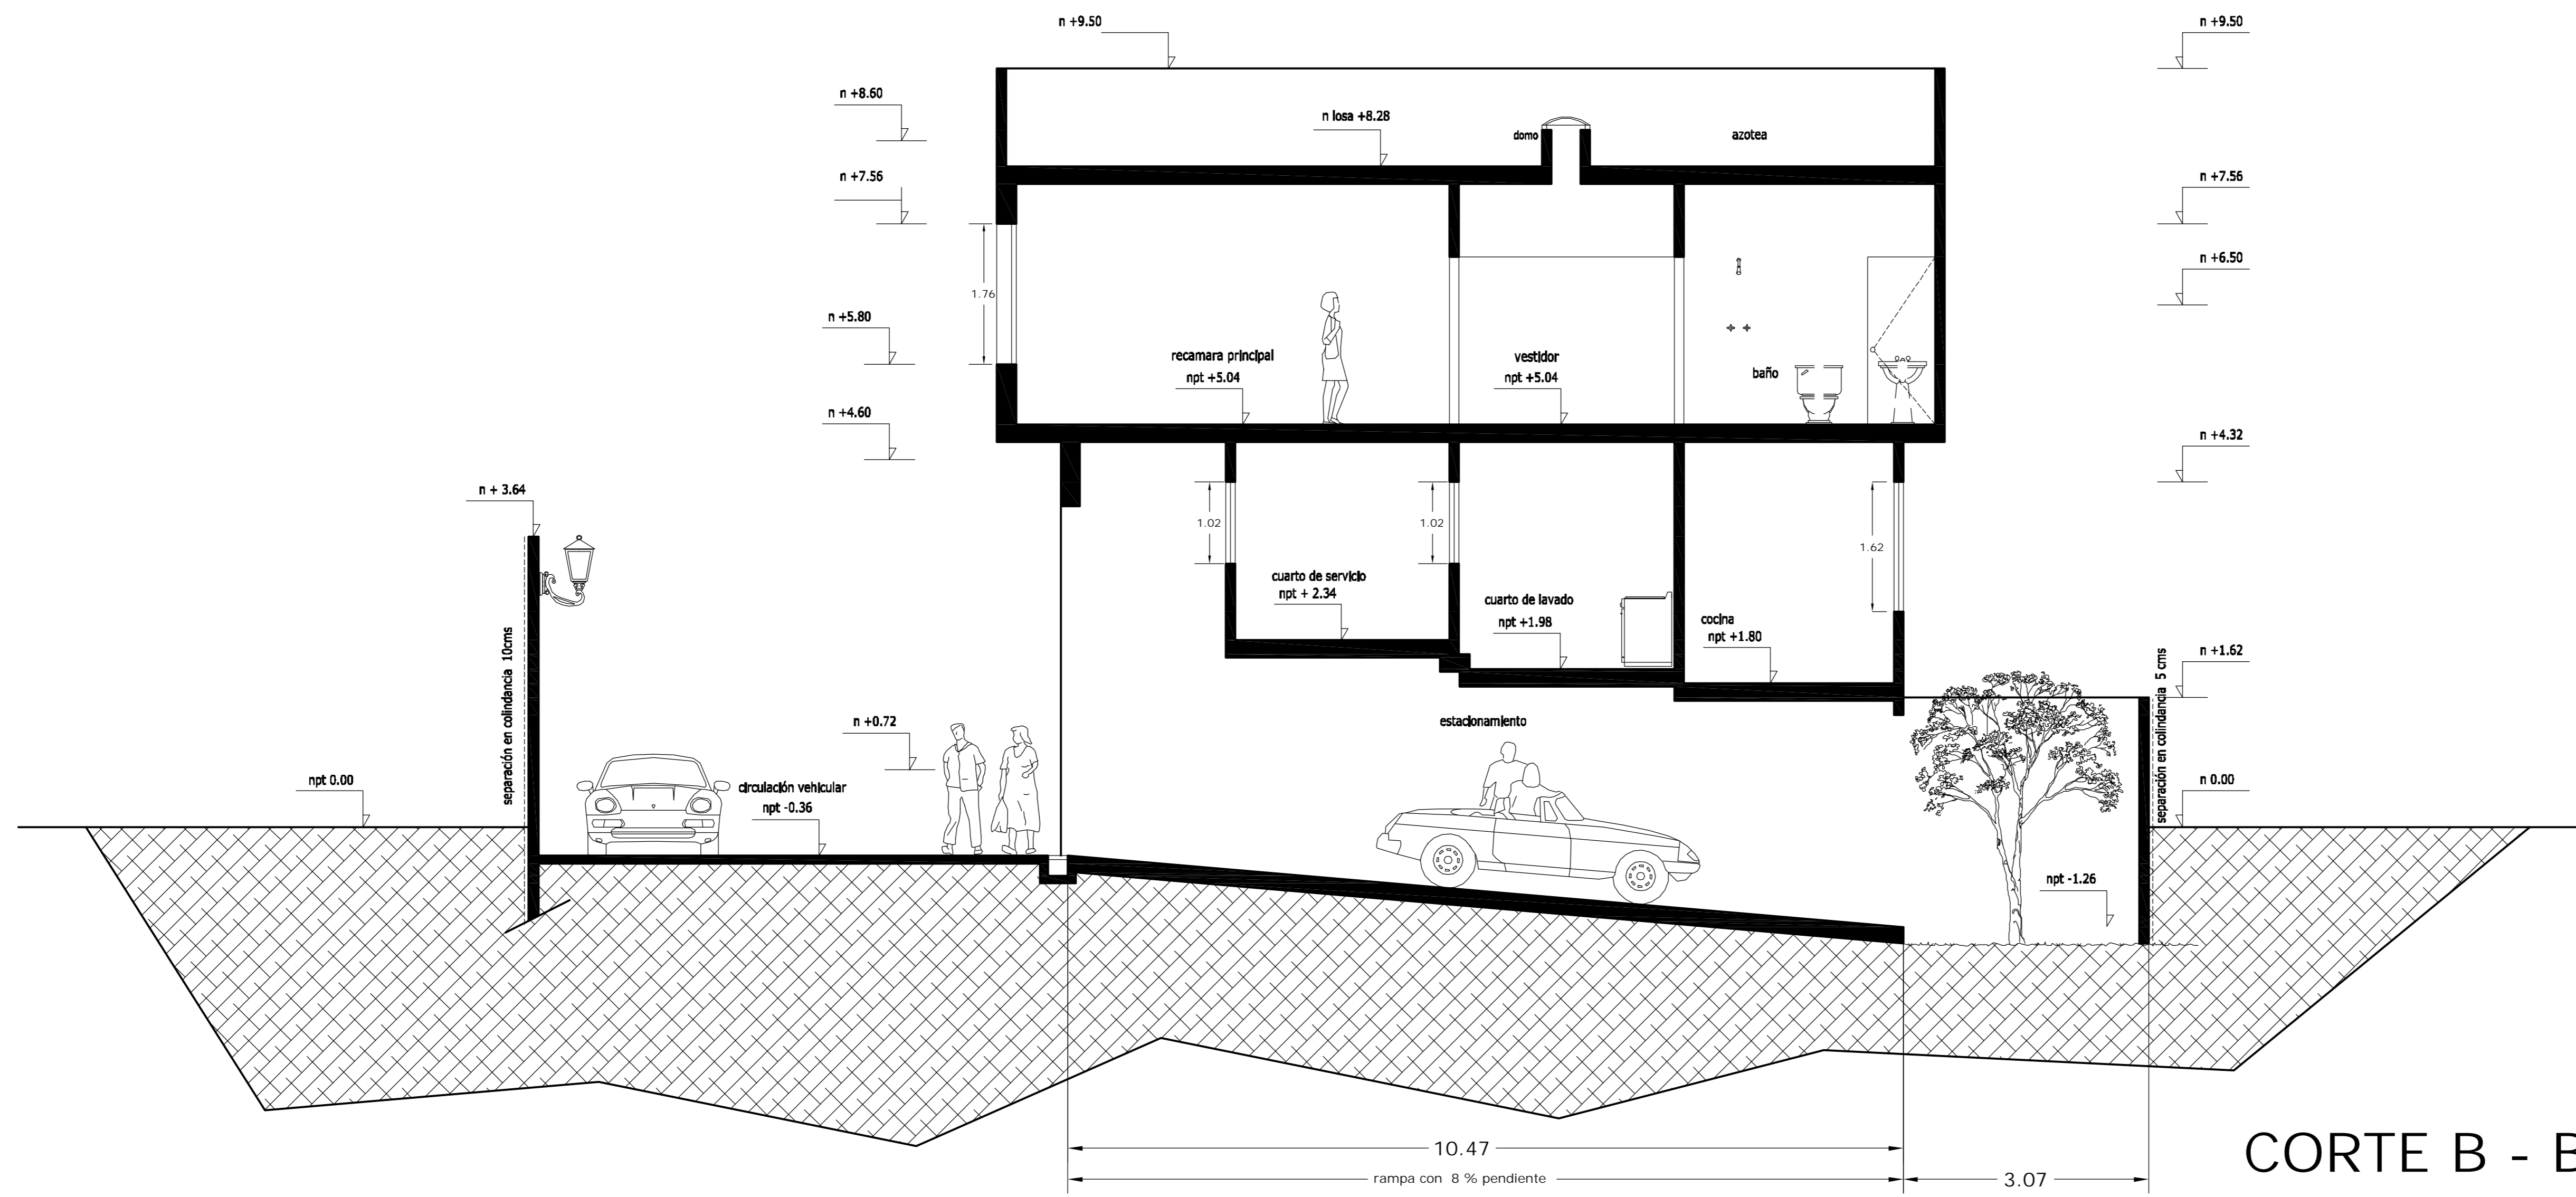 n +9.50
n +9.50
n +8.60
n losa +8.28
domo
azotea
n +7.56
n +7.56
n +6.50
1.76
n +5.80
recamara principal
npt +5.04
vestidor
npt +5.04
baño
n +4.60
n +4.32
n + 3.64
1.02
1.02
1.62
cuarto de servicio
npt + 2.34
cuarto de lavado
npt +1.98
cocina
npt +1.80
n +1.62
separación en colindancia 10cms
separación en colindancia 5 cms
n +0.72
estacionamiento
npt 0.00
circulación vehicular
npt -0.36
n 0.00
npt -1.26
10.47
rampa con 8 % pendiente
3.07
CORTE B - B